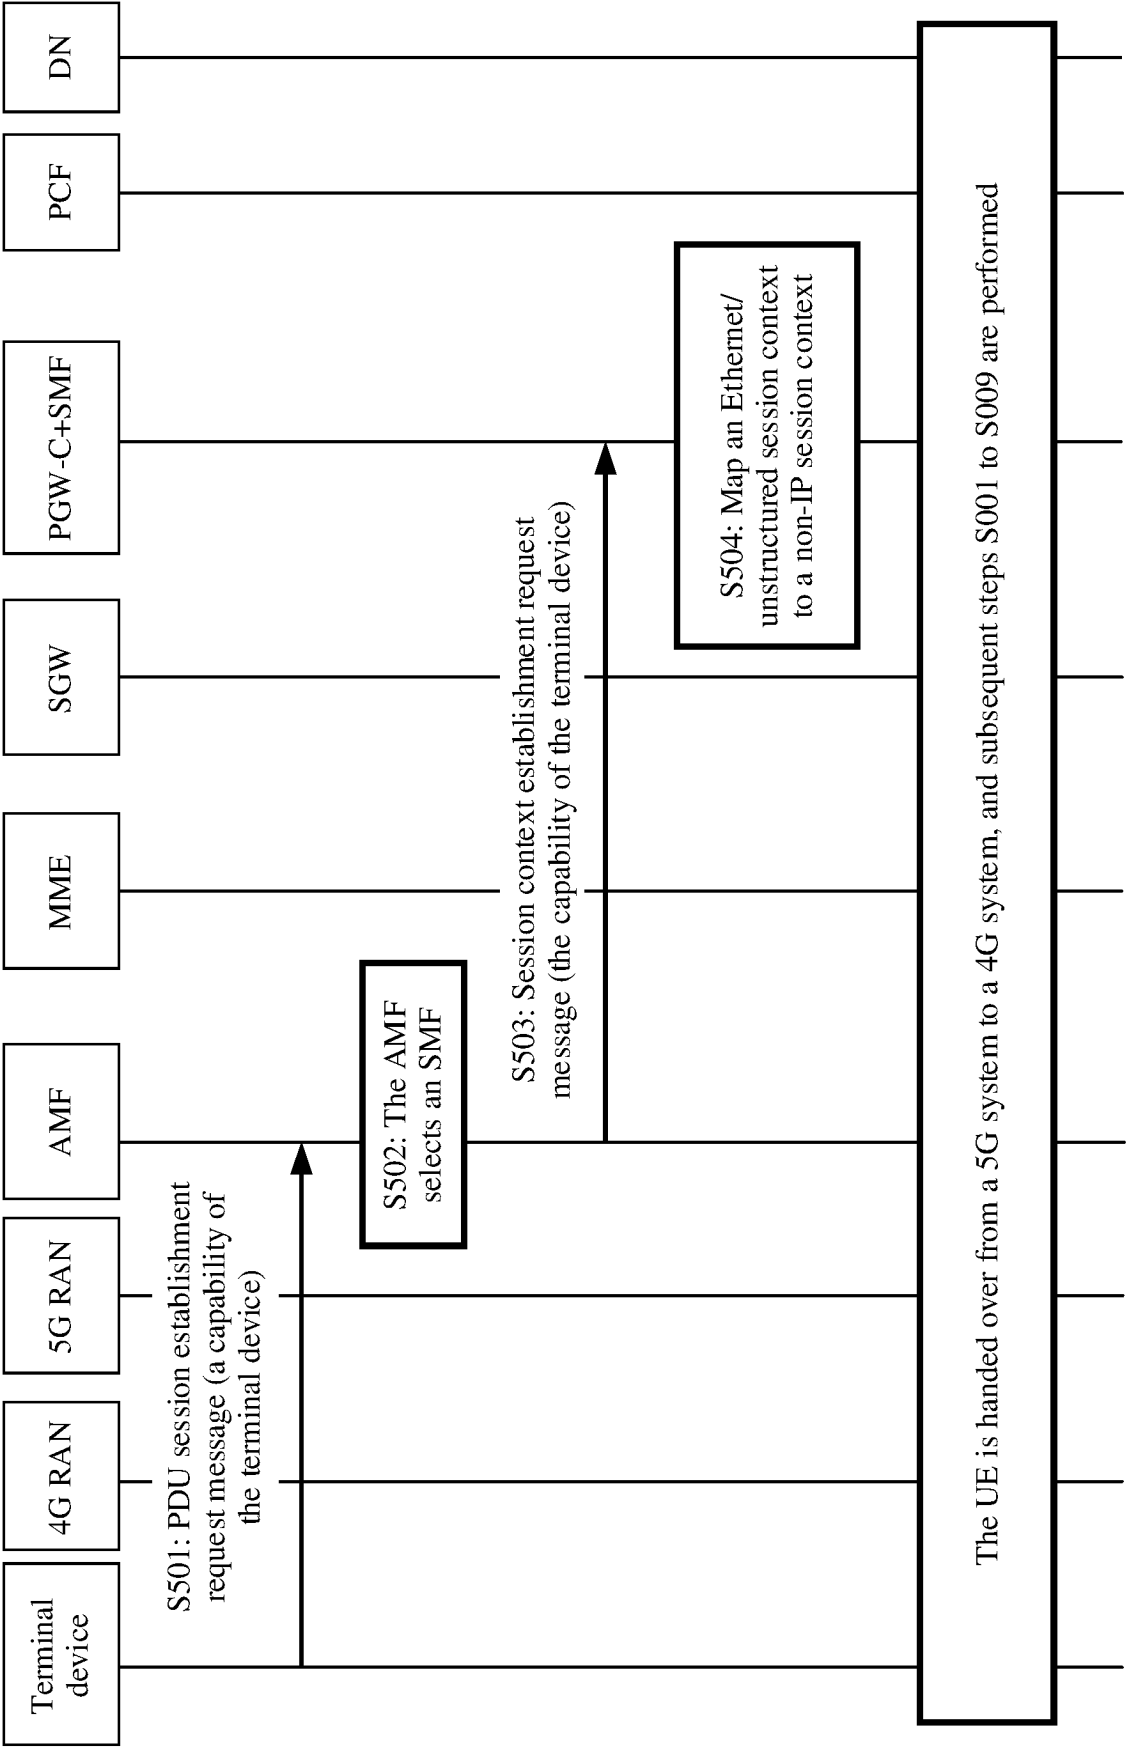 Terminal
device
4G RAN
5G RAN
AMF
MME
SGW
PGW-C+SMF
PCF
DN
S501: PDU session establishment
request message (a capability of
the terminal device)
S502: The AMF
selects an SMF
S503: Session context establishment request
message (the capability of the terminal device)
S504: Map an Ethernet/
unstructured session context
to a non-IP session context
The UE is handed over from a 5G system to a 4G system, and subsequent steps S001 to S009 are performed